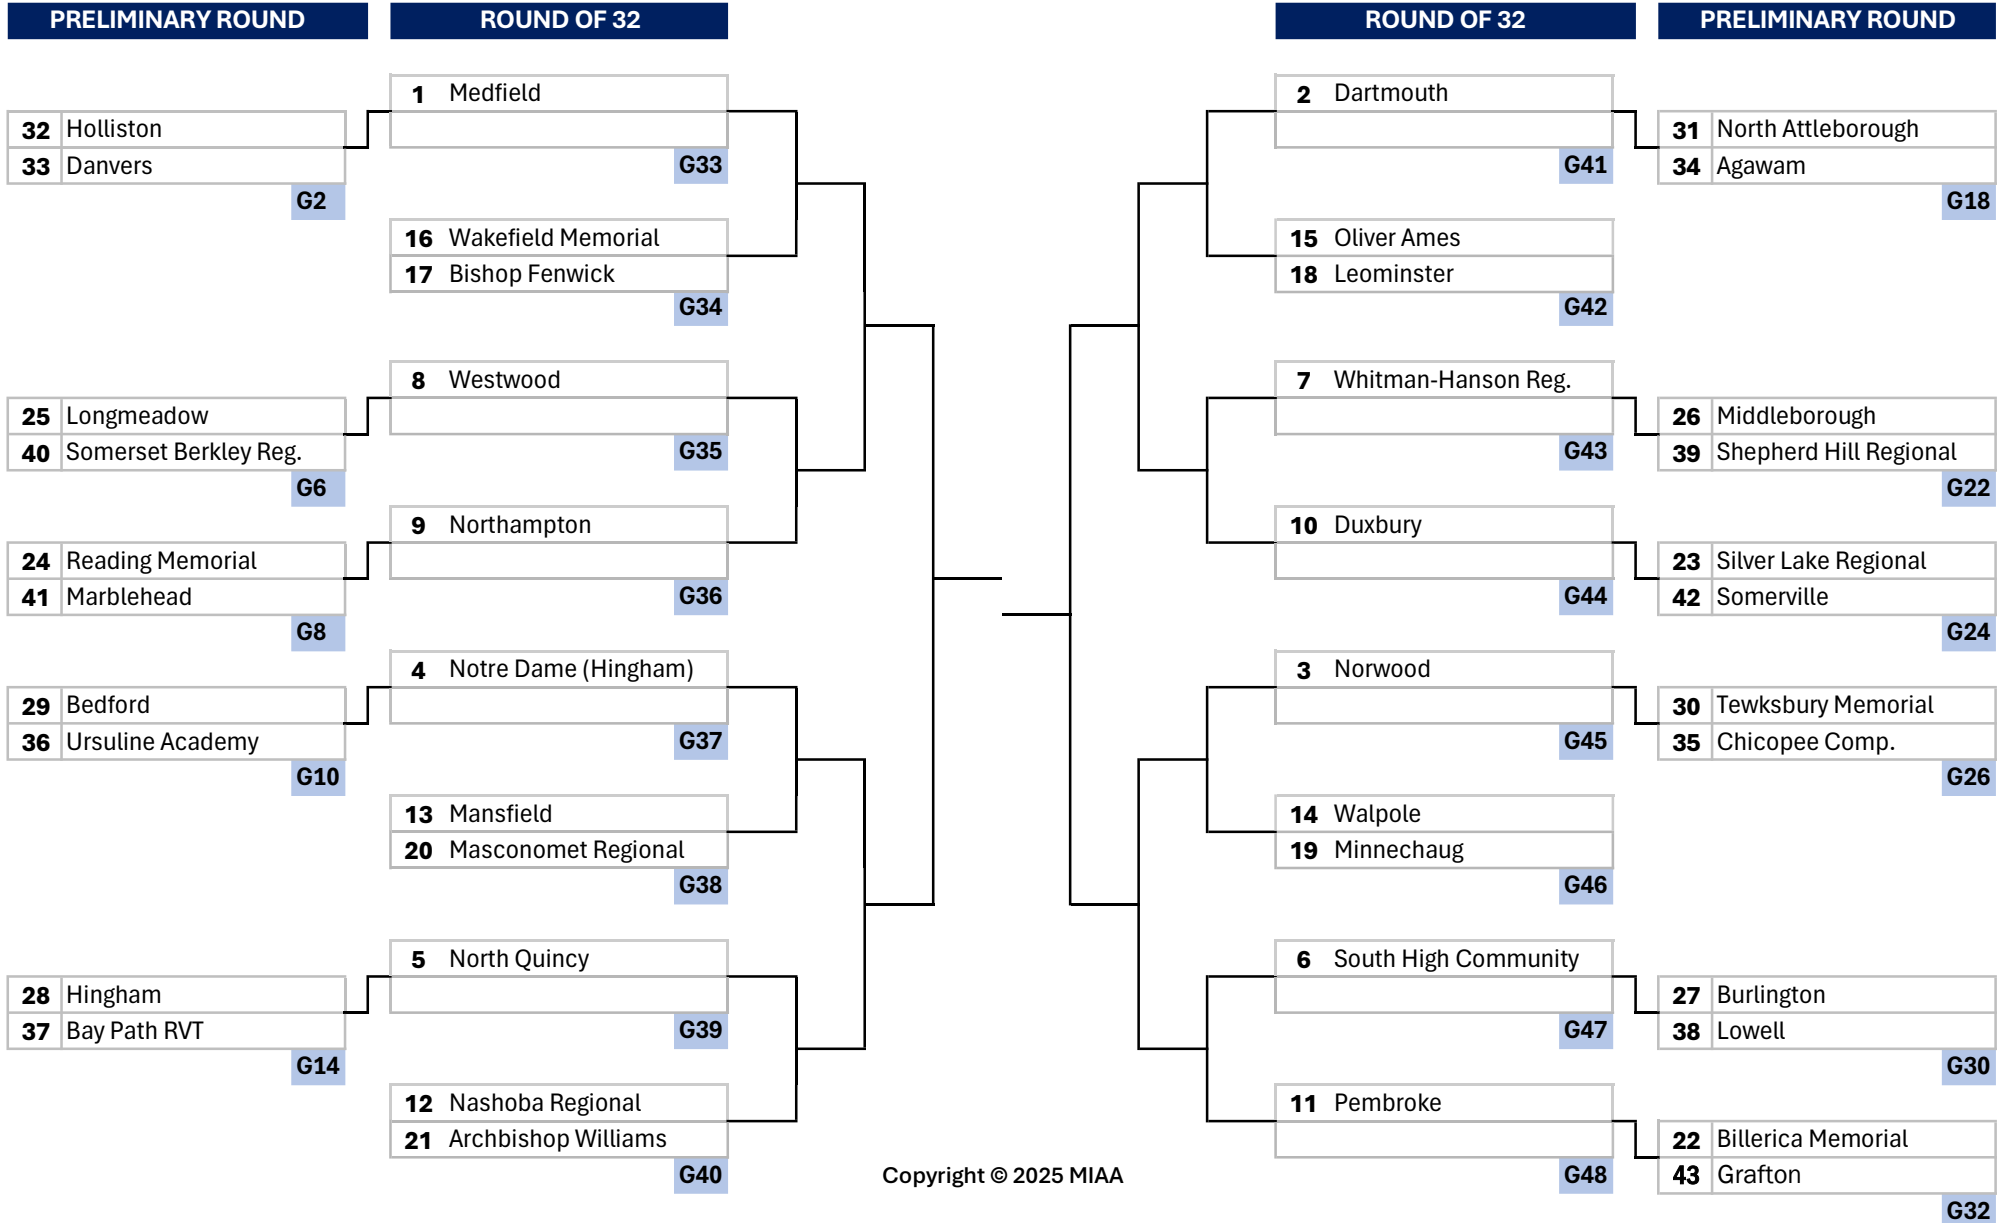 PRELIMINARY ROUND
ROUND OF 32
ROUND OF 32
PRELIMINARY ROUND
32 Holliston
33 Danvers
G2
25 Longmeadow
40 Somerset Berkley Reg.
G6
24 Reading Memorial
41 Marblehead
G8
29 Bedford
36 Ursuline Academy
G10
28 Hingham
37 Bay Path RVT
G14
1 Medfield
G33
16 Wakefield Memorial
17 Bishop Fenwick
G34
8 Westwood
G35
9 Northampton
G36
4 Notre Dame (Hingham)
G37
13 Mansfield
20 Masconomet Regional
G38
5 North Quincy
G39
12 Nashoba Regional
21 Archbishop Williams
G40
2 Dartmouth
G41
15 Oliver Ames
18 Leominster
G42
7 Whitman-Hanson Reg.
G43
10 Duxbury
G44
3 Norwood
G45
14 Walpole
19 Minnechaug
G46
6 South High Community
G47
11 Pembroke
G48
31 North Attleborough
34 Agawam
G18
26 Middleborough
39 Shepherd Hill Regional
G22
23 Silver Lake Regional
42 Somerville
G24
30 Tewksbury Memorial
35 Chicopee Comp.
G26
27 Burlington
38 Lowell
G30
22 Billerica Memorial
43 Grafton
G32
Copyright © 2025 MIAA